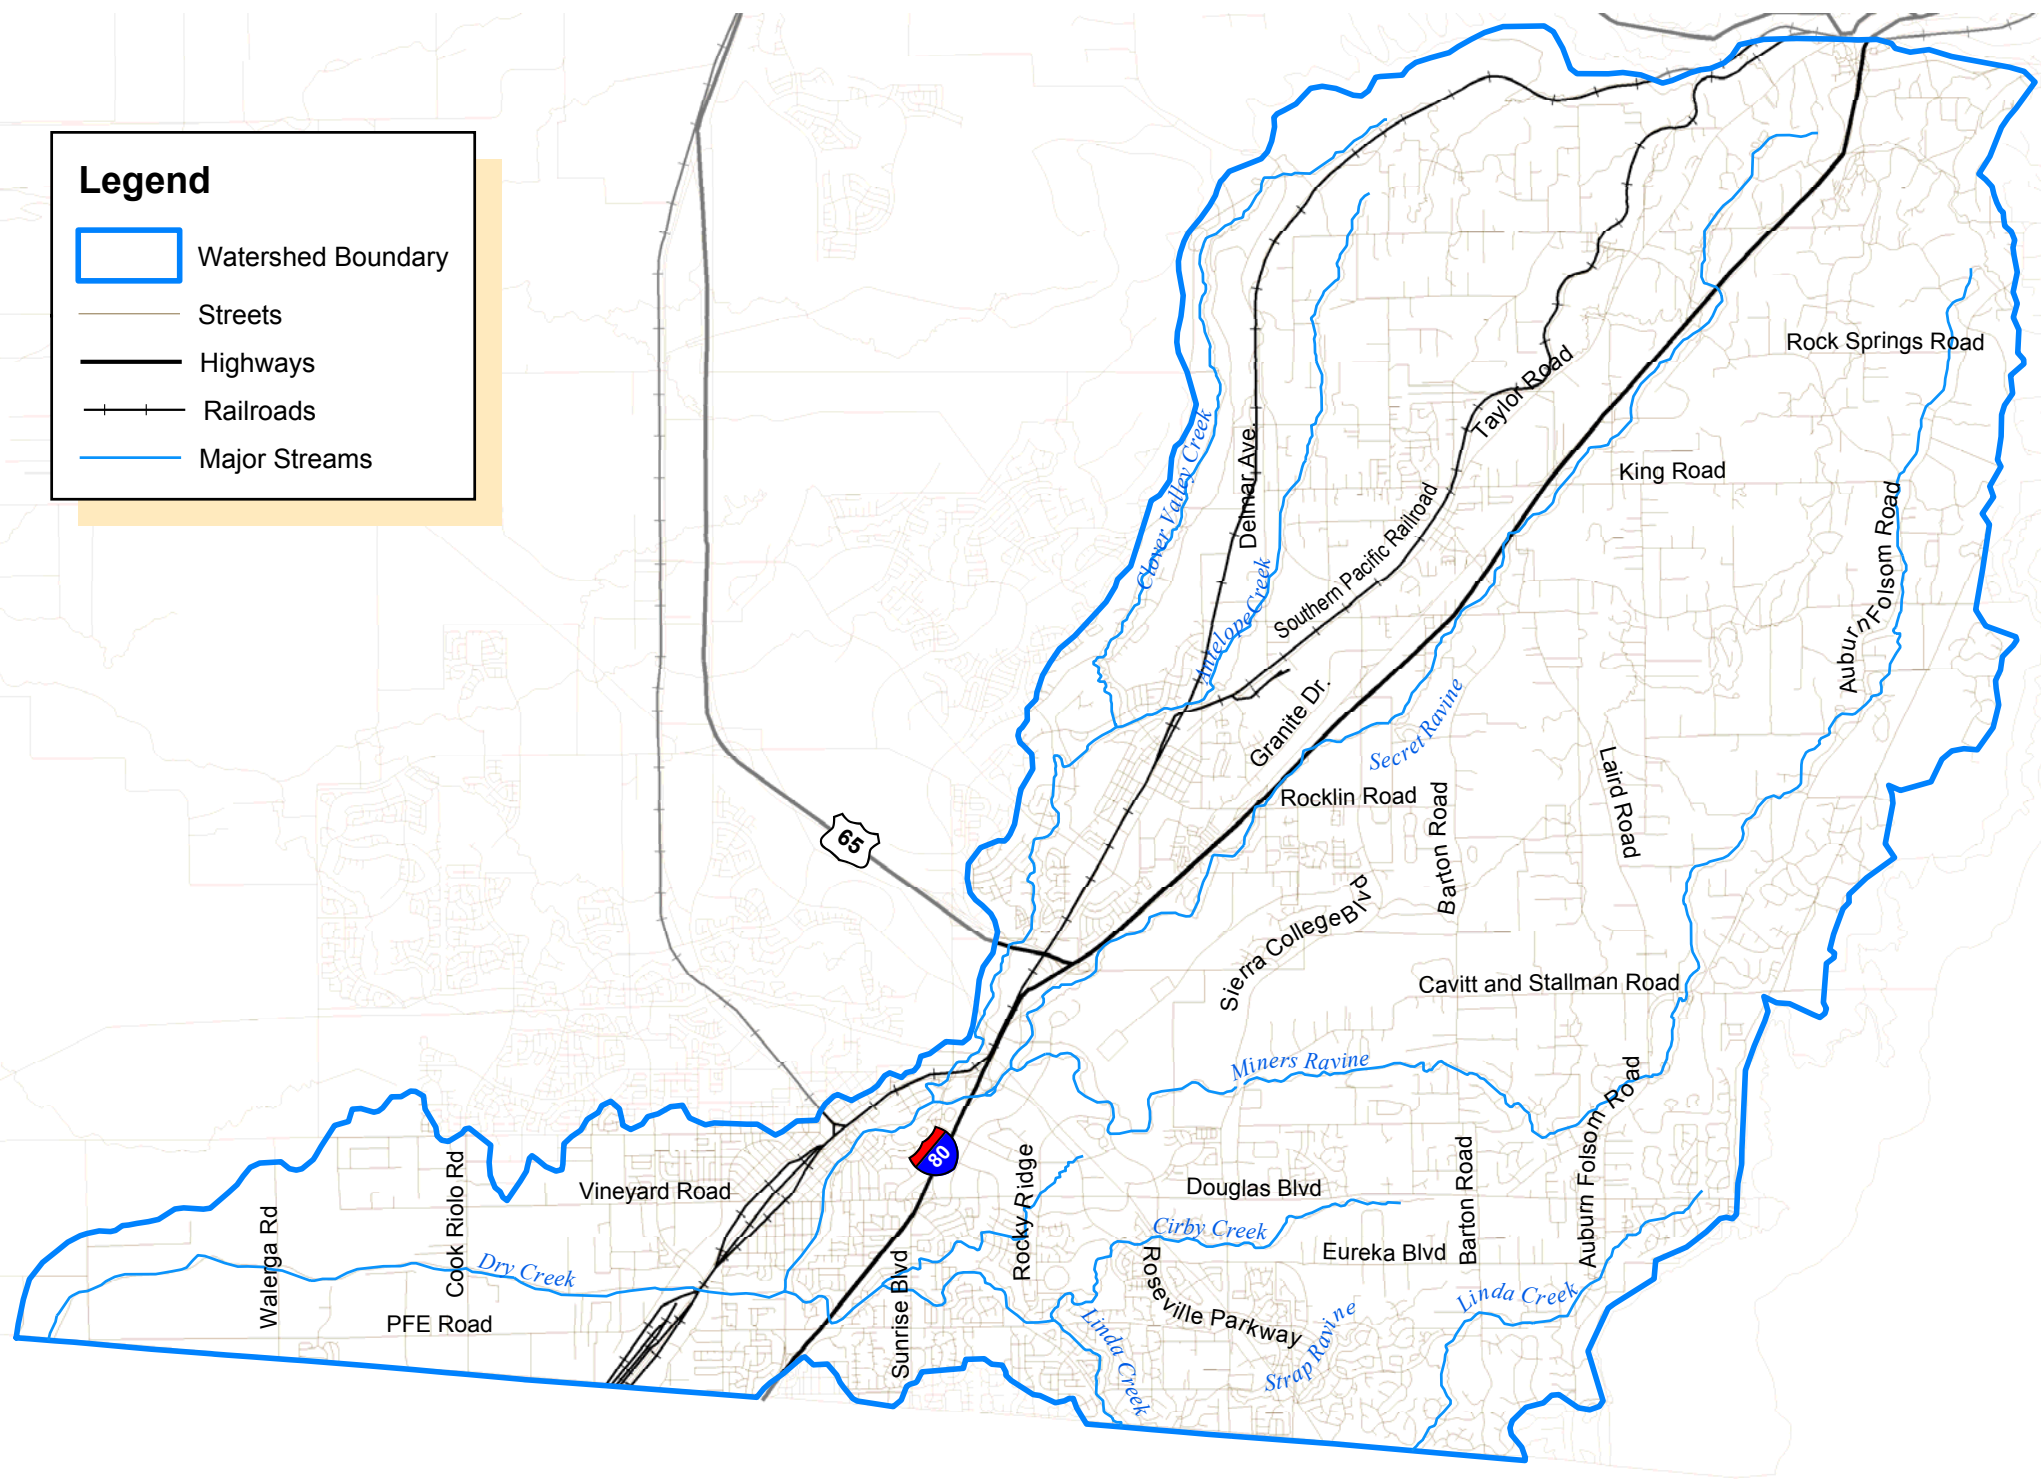 Legend
Watershed Boundary
Streets
Highways
Railroads
Major Streams
Rock Springs Road
Taylor Road
King Road
Clover Valley Creek
Delmar Ave.
Southern Pacific Railroad
Antelope Creek
Auburn Folsom Road
Granite Dr.
Secret Ravine
Rocklin Road
Barton Road
Laird Road
65
Sierra College Blvd
Cavitt and Stallman Road
Miners Ravine
Auburn Folsom Road
80
Rocky Ridge
Douglas Blvd
Barton Road
Vineyard Road
Cook Riolo Rd
Walerga Rd
Cirby Creek
Eureka Blvd
Dry Creek
Sunrise Blvd
Roseville Parkway
Linda Creek
PFE Road
Linda Creek
Strap Ravine